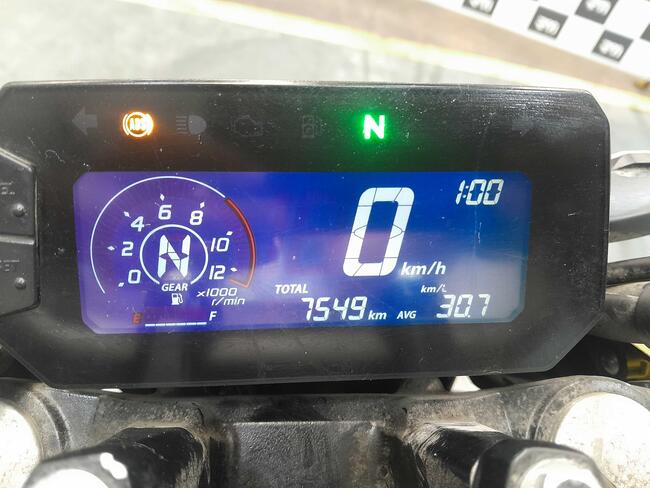 ABS N
1:00
0 km/h
6
4 8
2 10
0 12
N
GEAR
x1000
r/min
TOTAL
7549 km
km/L
AVG 30.7
E F